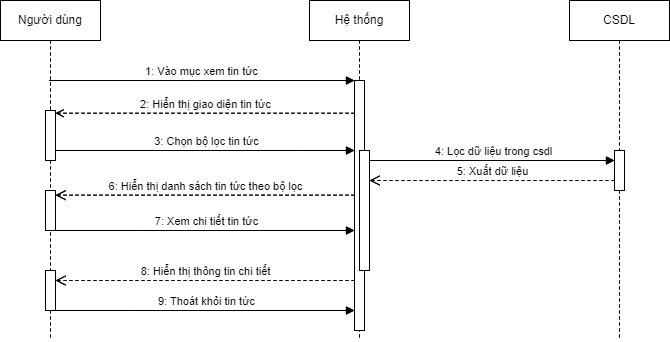 Người dùng
Hệ thống
CSDL
1: Vào mục xem tin tức
2: Hiển thị giao diện tin tức
3: Chọn bộ lọc tin tức
4: Lọc dữ liệu trong csdl
5: Xuất dữ liệu
6: Hiển thị danh sách tin tức theo bộ lọc
7: Xem chi tiết tin tức
8: Hiển thị thông tin chi tiết
9: Thoát khỏi tin tức